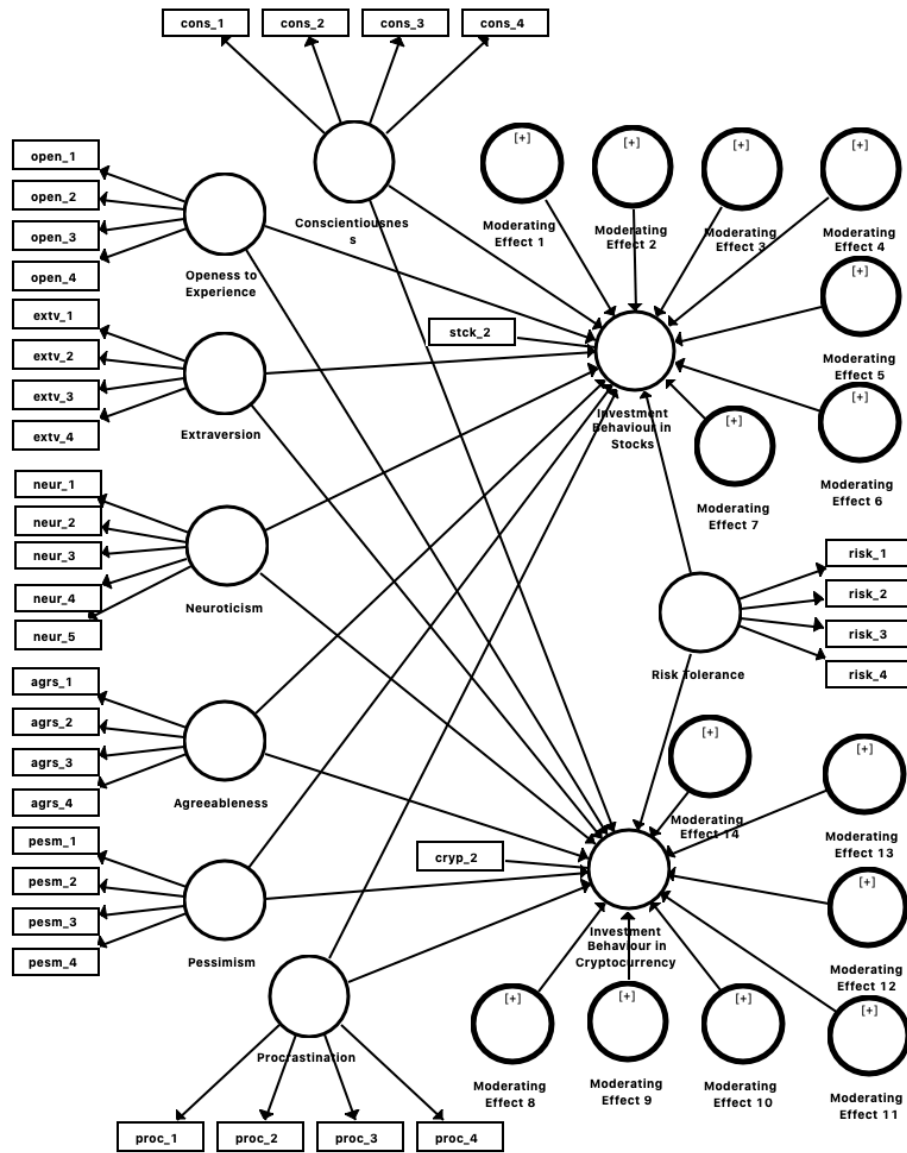 cons_1
cons_2
cons_3
cons_4
open_1
open_2
open_3
open_4
Conscientiousnes
s
Openess to
Experience
[+]
Moderating
Effect 1
[+]
Moderating
Effect 2
[+]
Moderating
Effect 3
[+]
Moderating
Effect 4
extv_1
extv_2
extv_3
extv_4
Extraversion
stck_2
Investment
Behaviour in
Stocks
[+]
Moderating
Effect 5
[+]
Moderating
Effect 6
[+]
Moderating
Effect 7
neur_1
neur_2
neur_3
neur_4
neur_5
Neuroticism
Risk Tolerance
risk_1
risk_2
risk_3
risk_4
agrs_1
agrs_2
agrs_3
agrs_4
Agreeableness
[+]
Moderating
Effect 14
[+]
Moderating
Effect 13
pesm_1
pesm_2
pesm_3
pesm_4
Pessimism
cryp_2
Investment
Behaviour in
Cryptocurrency
[+]
Moderating
Effect 12
[+]
Moderating
Effect 8
[+]
Moderating
Effect 9
[+]
Moderating
Effect 10
[+]
Moderating
Effect 11
Procrastination
proc_1
proc_2
proc_3
proc_4